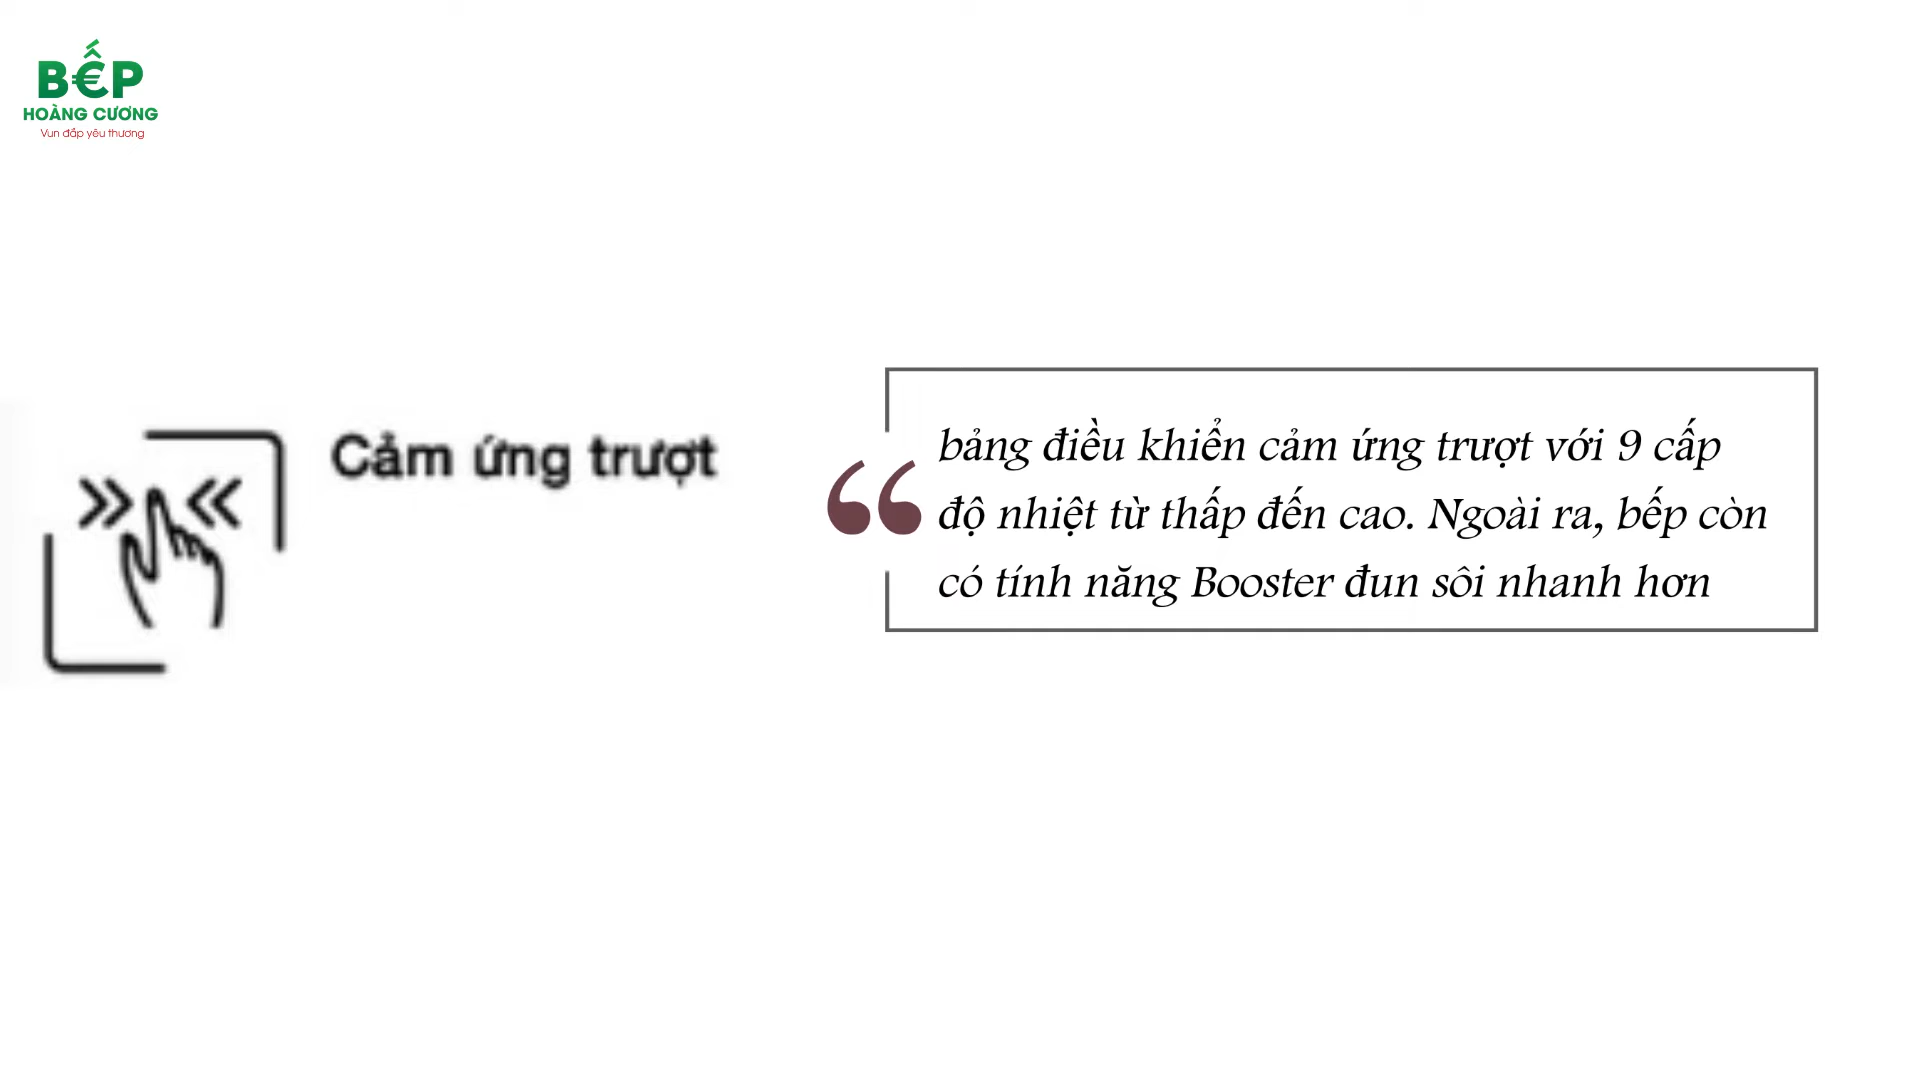 BẾP
HOÀNG CƯƠNG
Vun đắp yêu thương
Cảm ứng trượt
bảng điều khiển cảm ứng trượt với 9 cấp
độ nhiệt từ thấp đến cao. Ngoài ra, bếp còn
có tính năng Booster đun sôi nhanh hơn